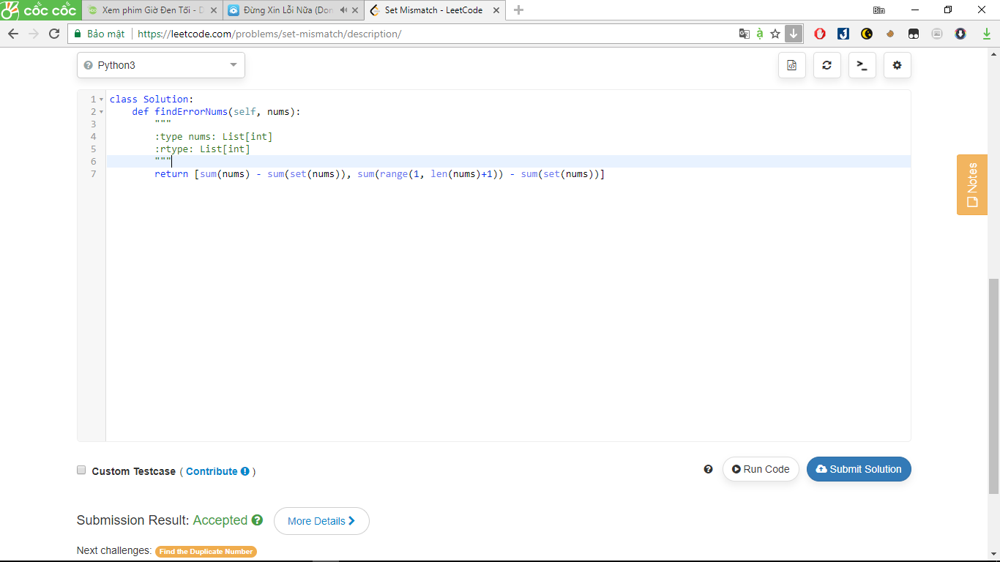 cốc cốc
Xem phim Giờ Đen Tối - D
Đừng Xin Lỗi Nữa (Don
Set Mismatch - LeetCode
Bin
Bảo mật
https://leetcode.com/problems/set-mismatch/description/
Python3
1 class Solution:
2 def findErrorNums(self, nums):
3 """
4 :type nums: List[int]
5 :rtype: List[int]
6 """
7 return [sum(nums) - sum(set(nums)), sum(range(1, len(nums)+1)) - sum(set(nums))]
Notes
Custom Testcase ( Contribute )
Run Code
Submit Solution
Submission Result: Accepted
More Details
Next challenges: Find the Duplicate Number